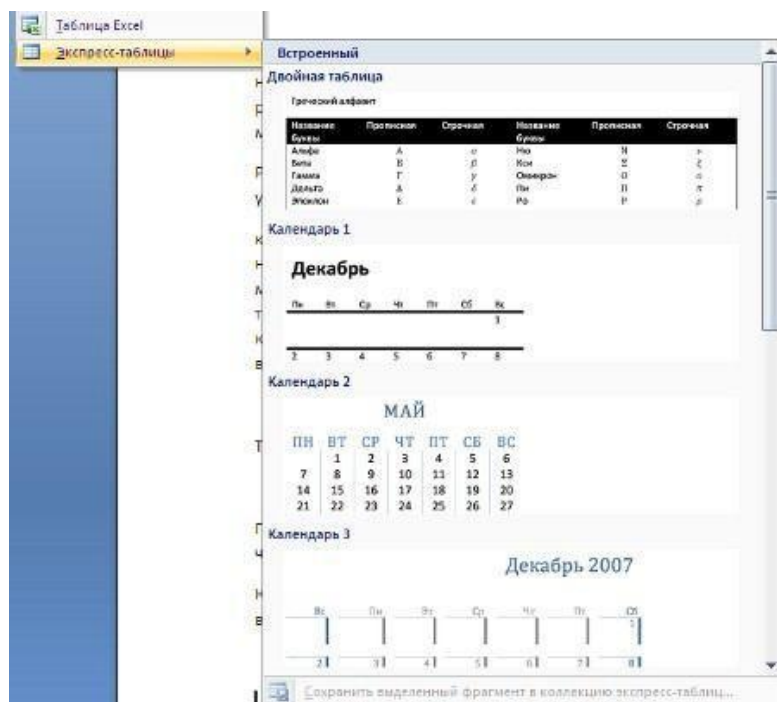 Таблица Excel
Экспресс-таблицы
Встроенный
Двойная таблица
Греческий алфавит
Название буквы Прописная Строчная Название буквы Прописная Строчная
Альфа Α α Ню Ν ν
Бета Β β Кси Ξ ξ
Гамма Γ γ Омикрон Ο ο
Дельта Δ δ Пи Π π
Эпсилон Ε ε Ро Ρ ρ
Календарь 1
Декабрь
Пн Вт Ср Чт Пт Сб Вс
1
2 3 4 5 6 7 8
Календарь 2
МАЙ
ПН ВТ СР ЧТ ПТ СБ ВС
1 2 3 4 5 6
7 8 9 10 11 12 13
14 15 16 17 18 19 20
21 22 23 24 25 26 27
Календарь 3
Декабрь 2007
Вс Пн Вт Ср Чт Пт Сб
1
2 3 4 5 6 7 8
Сохранить выделенный фрагмент в коллекцию экспресс-таблиц...